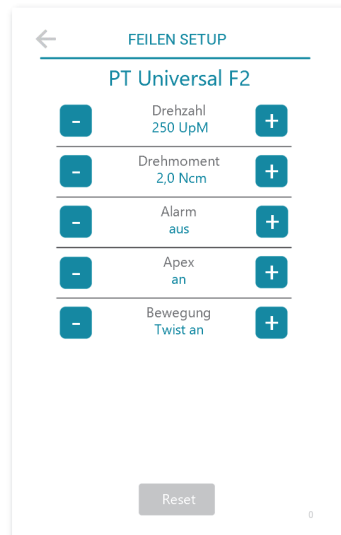 FEILEN SETUP
PT Universal F2
- Drehzahl +
250 UpM
- Drehmoment +
2,0 Ncm
- Alarm +
aus
- Apex +
an
- Bewegung +
Twist an
Reset
0